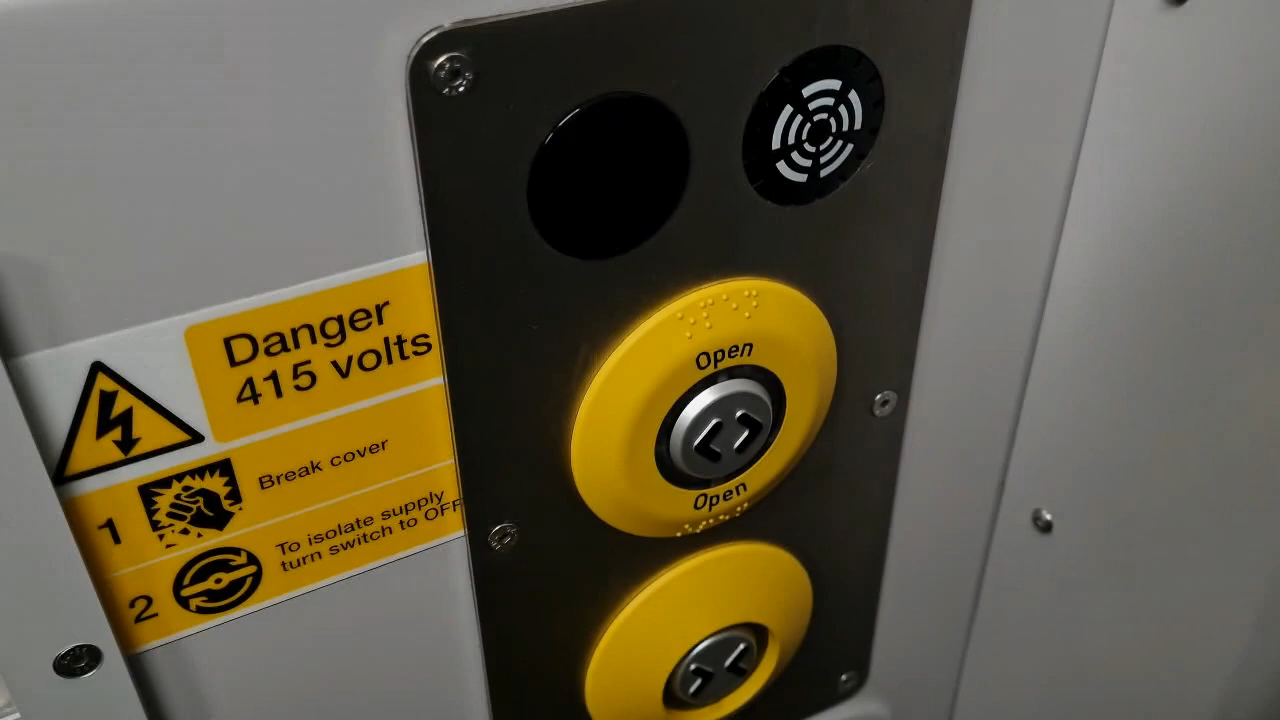 Danger
415 volts
1
Break cover
2
To isolate supply
turn switch to OFF
Open
Open